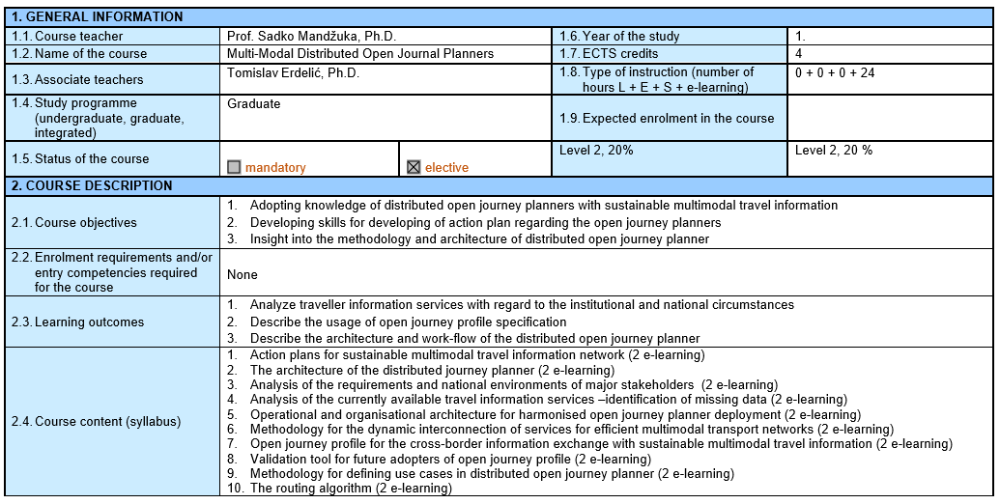 1. GENERAL INFORMATION
1.1. Course teacher
Prof. Sadko Mandžuka, Ph.D.
1.6. Year of the study
1.
1.2. Name of the course
Multi-Modal Distributed Open Journal Planners
1.7. ECTS credits
4
1.3. Associate teachers
Tomislav Erdelić, Ph.D.
1.8. Type of instruction (number of
hours L + E + S + e-learning)
0 + 0 + 0 + 24
1.4. Study programme
(undergraduate, graduate,
integrated)
Graduate
1.9. Expected enrolment in the course
1.5. Status of the course
mandatory
elective
Level 2, 20%
Level 2, 20 %
2. COURSE DESCRIPTION
2.1. Course objectives
1. Adopting knowledge of distributed open journey planners with sustainable multimodal travel information
2. Developing skills for developing of action plan regarding the open journey planners
3. Insight into the methodology and architecture of distributed open journey planner
2.2. Enrolment requirements and/or
entry competencies required
for the course
None
2.3. Learning outcomes
1. Analyze traveller information services with regard to the institutional and national circumstances
2. Describe the usage of open journey profile specification
3. Describe the architecture and work-flow of the distributed open journey planner
2.4. Course content (syllabus)
1. Action plans for sustainable multimodal travel information network (2 e-learning)
2. The architecture of the distributed journey planner (2 e-learning)
3. Analysis of the requirements and national environments of major stakeholders (2 e-learning)
4. Analysis of the currently available travel information services –identification of missing data (2 e-learning)
5. Operational and organisational architecture for harmonised open journey planner deployment (2 e-learning)
6. Methodology for the dynamic interconnection of services for efficient multimodal transport networks (2 e-learning)
7. Open journey profile for the cross-border information exchange with sustainable multimodal travel information (2 e-learning)
8. Validation tool for future adopters of open journey profile (2 e-learning)
9. Methodology for defining use cases in distributed open journey planner (2 e-learning)
10. The routing algorithm (2 e-learning)